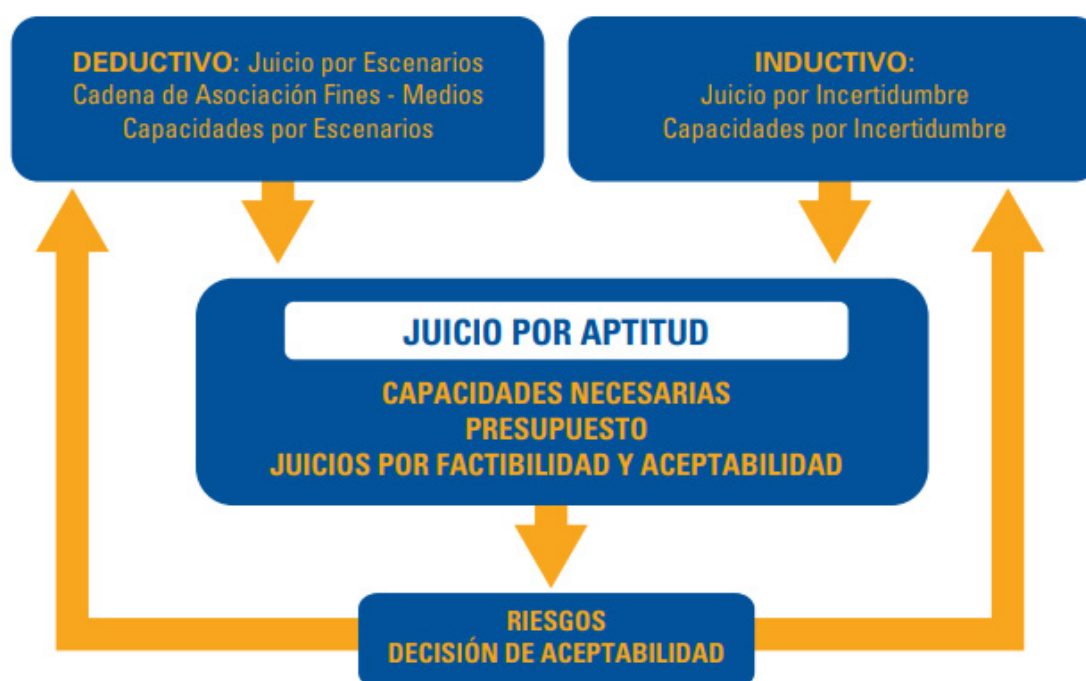 DEDUCTIVO: Juicio por Escenarios
Cadena de Asociación Fines - Medios
Capacidades por Escenarios
INDUCTIVO:
Juicio por Incertidumbre
Capacidades por Incertidumbre
JUICIO POR APTITUD
CAPACIDADES NECESARIAS
PRESUPUESTO
JUICIOS POR FACTIBILIDAD Y ACEPTABILIDAD
RIESGOS
DECISIÓN DE ACEPTABILIDAD